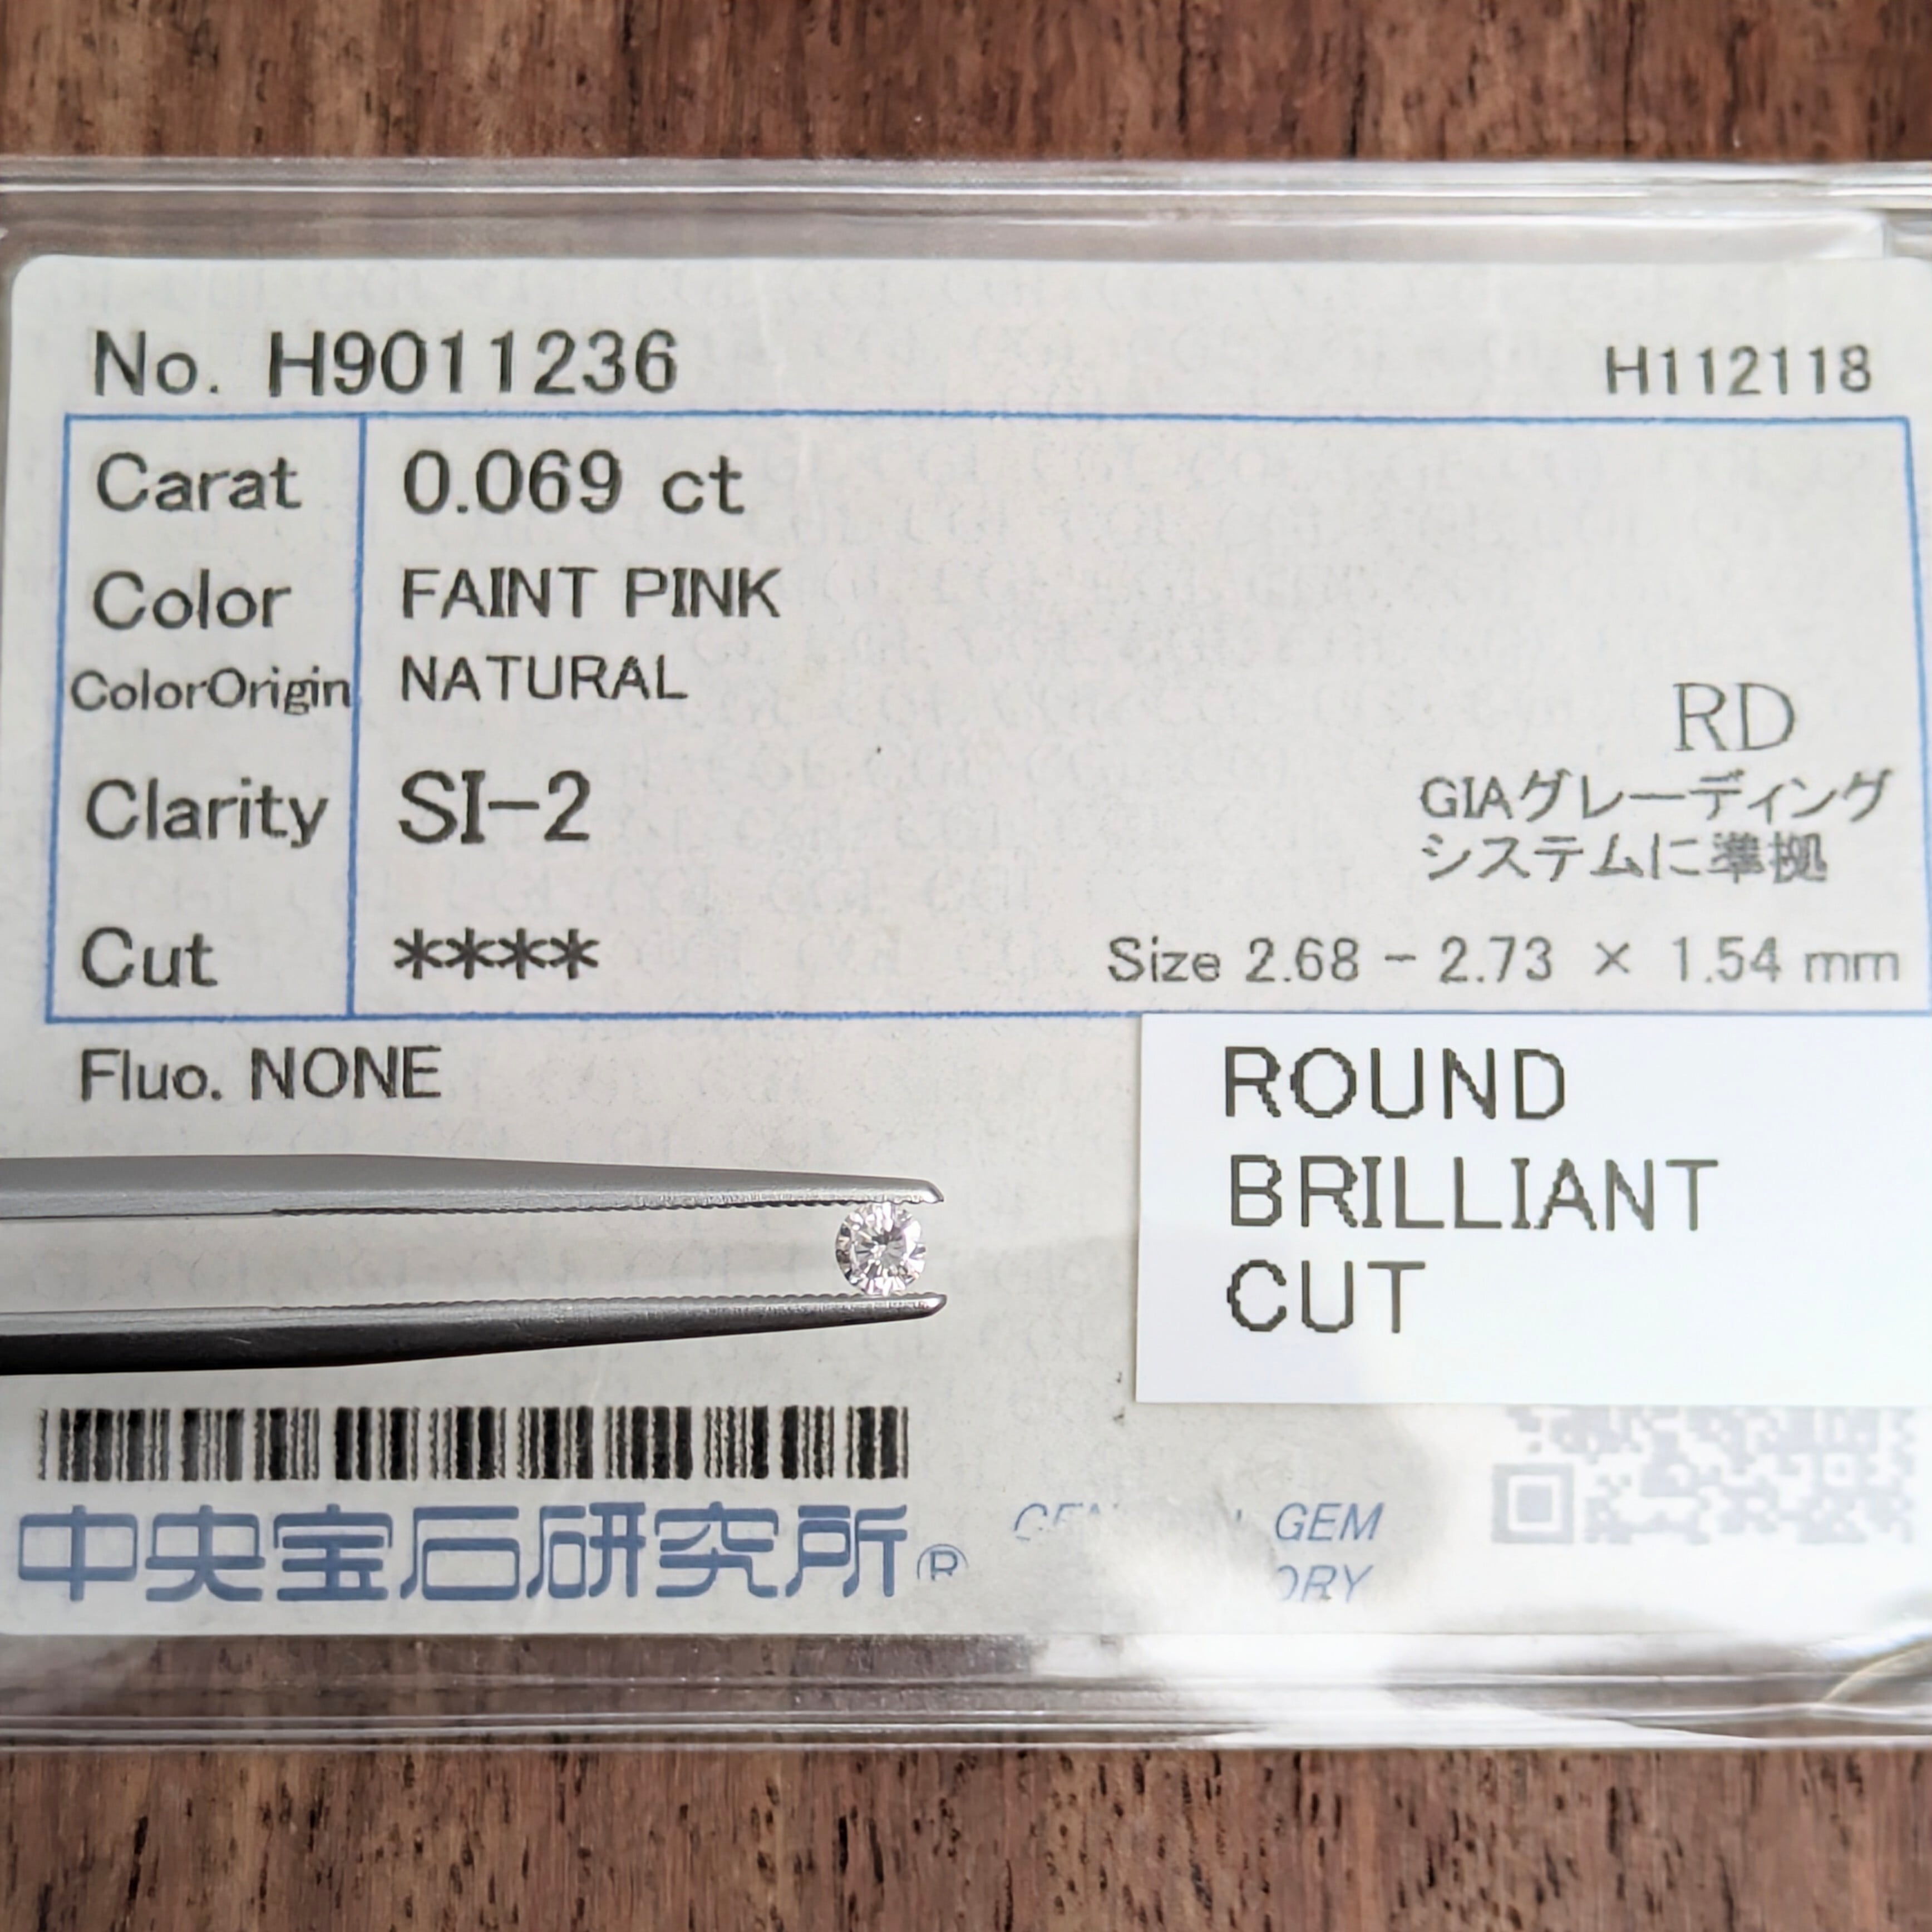 No. H9011236
H112118
Carat 0.069 ct
Color FAINT PINK
ColorOrigin NATURAL
RD
Clarity SI-2
GIAグレーディング
システムに準拠
Cut ****
Size 2.68 - 2.73 × 1.54 mm
Fluo. NONE
ROUND
BRILLIANT
CUT
中央宝石研究所®
GEM